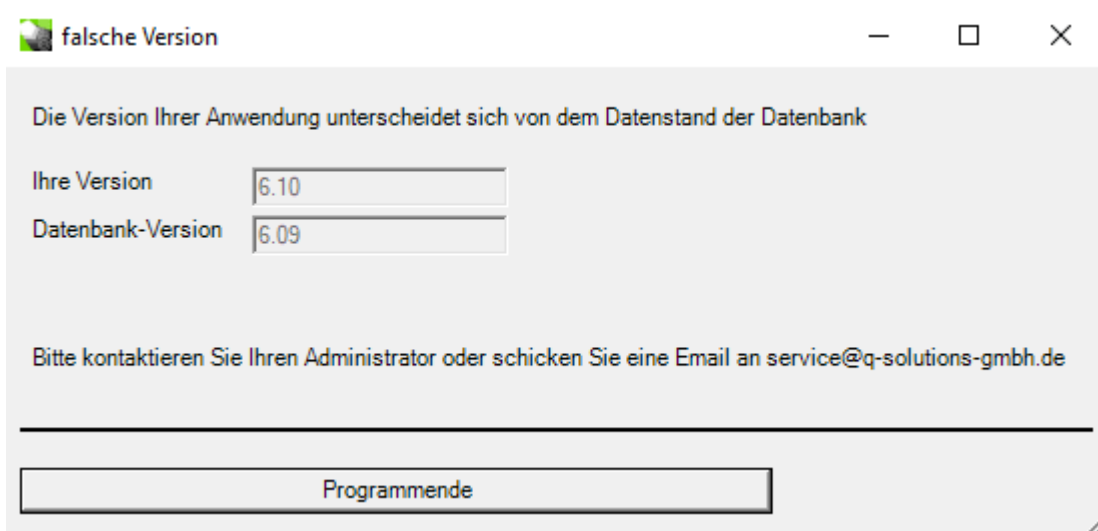 falsche Version
Die Version Ihrer Anwendung unterscheidet sich von dem Datenstand der Datenbank
Ihre Version 6.10
Datenbank-Version 6.09
Bitte kontaktieren Sie Ihren Administrator oder schicken Sie eine Email an service@q-solutions-gmbh.de
Programmende